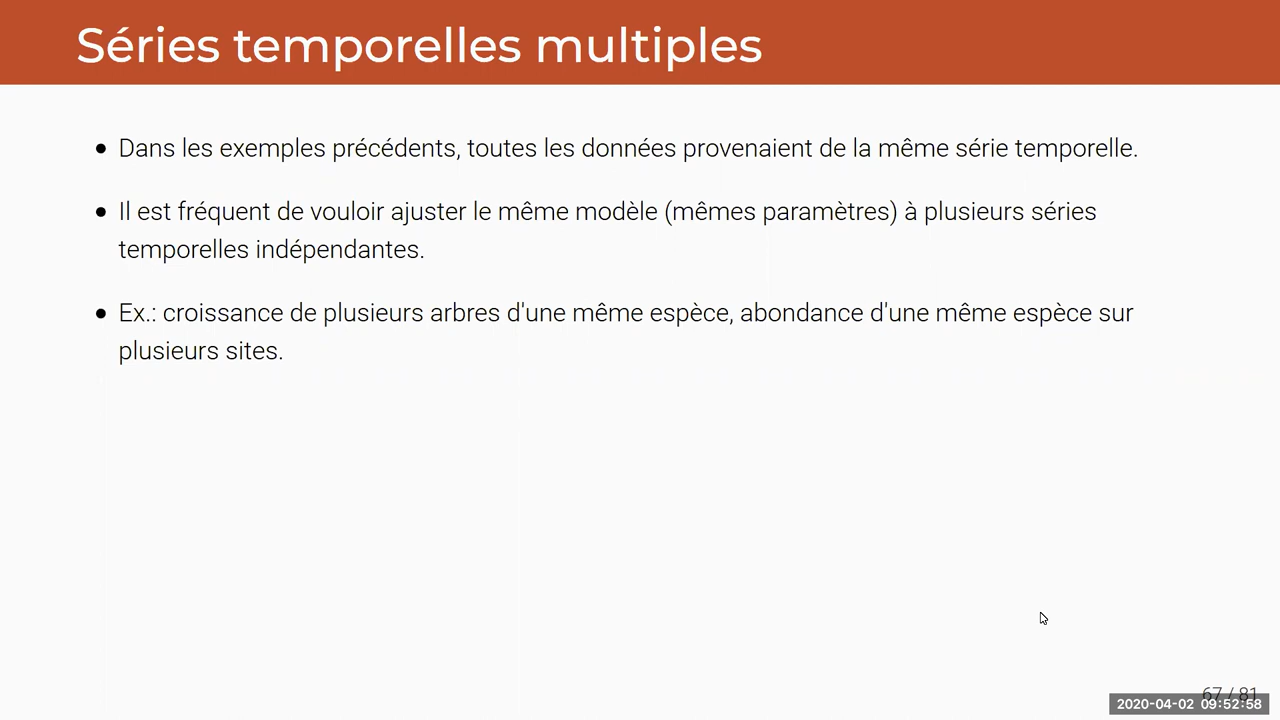 Séries temporelles multiples
• Dans les exemples précédents, toutes les données provenaient de la même série temporelle.
• Il est fréquent de vouloir ajuster le même modèle (mêmes paramètres) à plusieurs séries
temporelles indépendantes.
• Ex.: croissance de plusieurs arbres d'une même espèce, abondance d'une même espèce sur
plusieurs sites.
67 / 81
2020-04-02 09:52:58